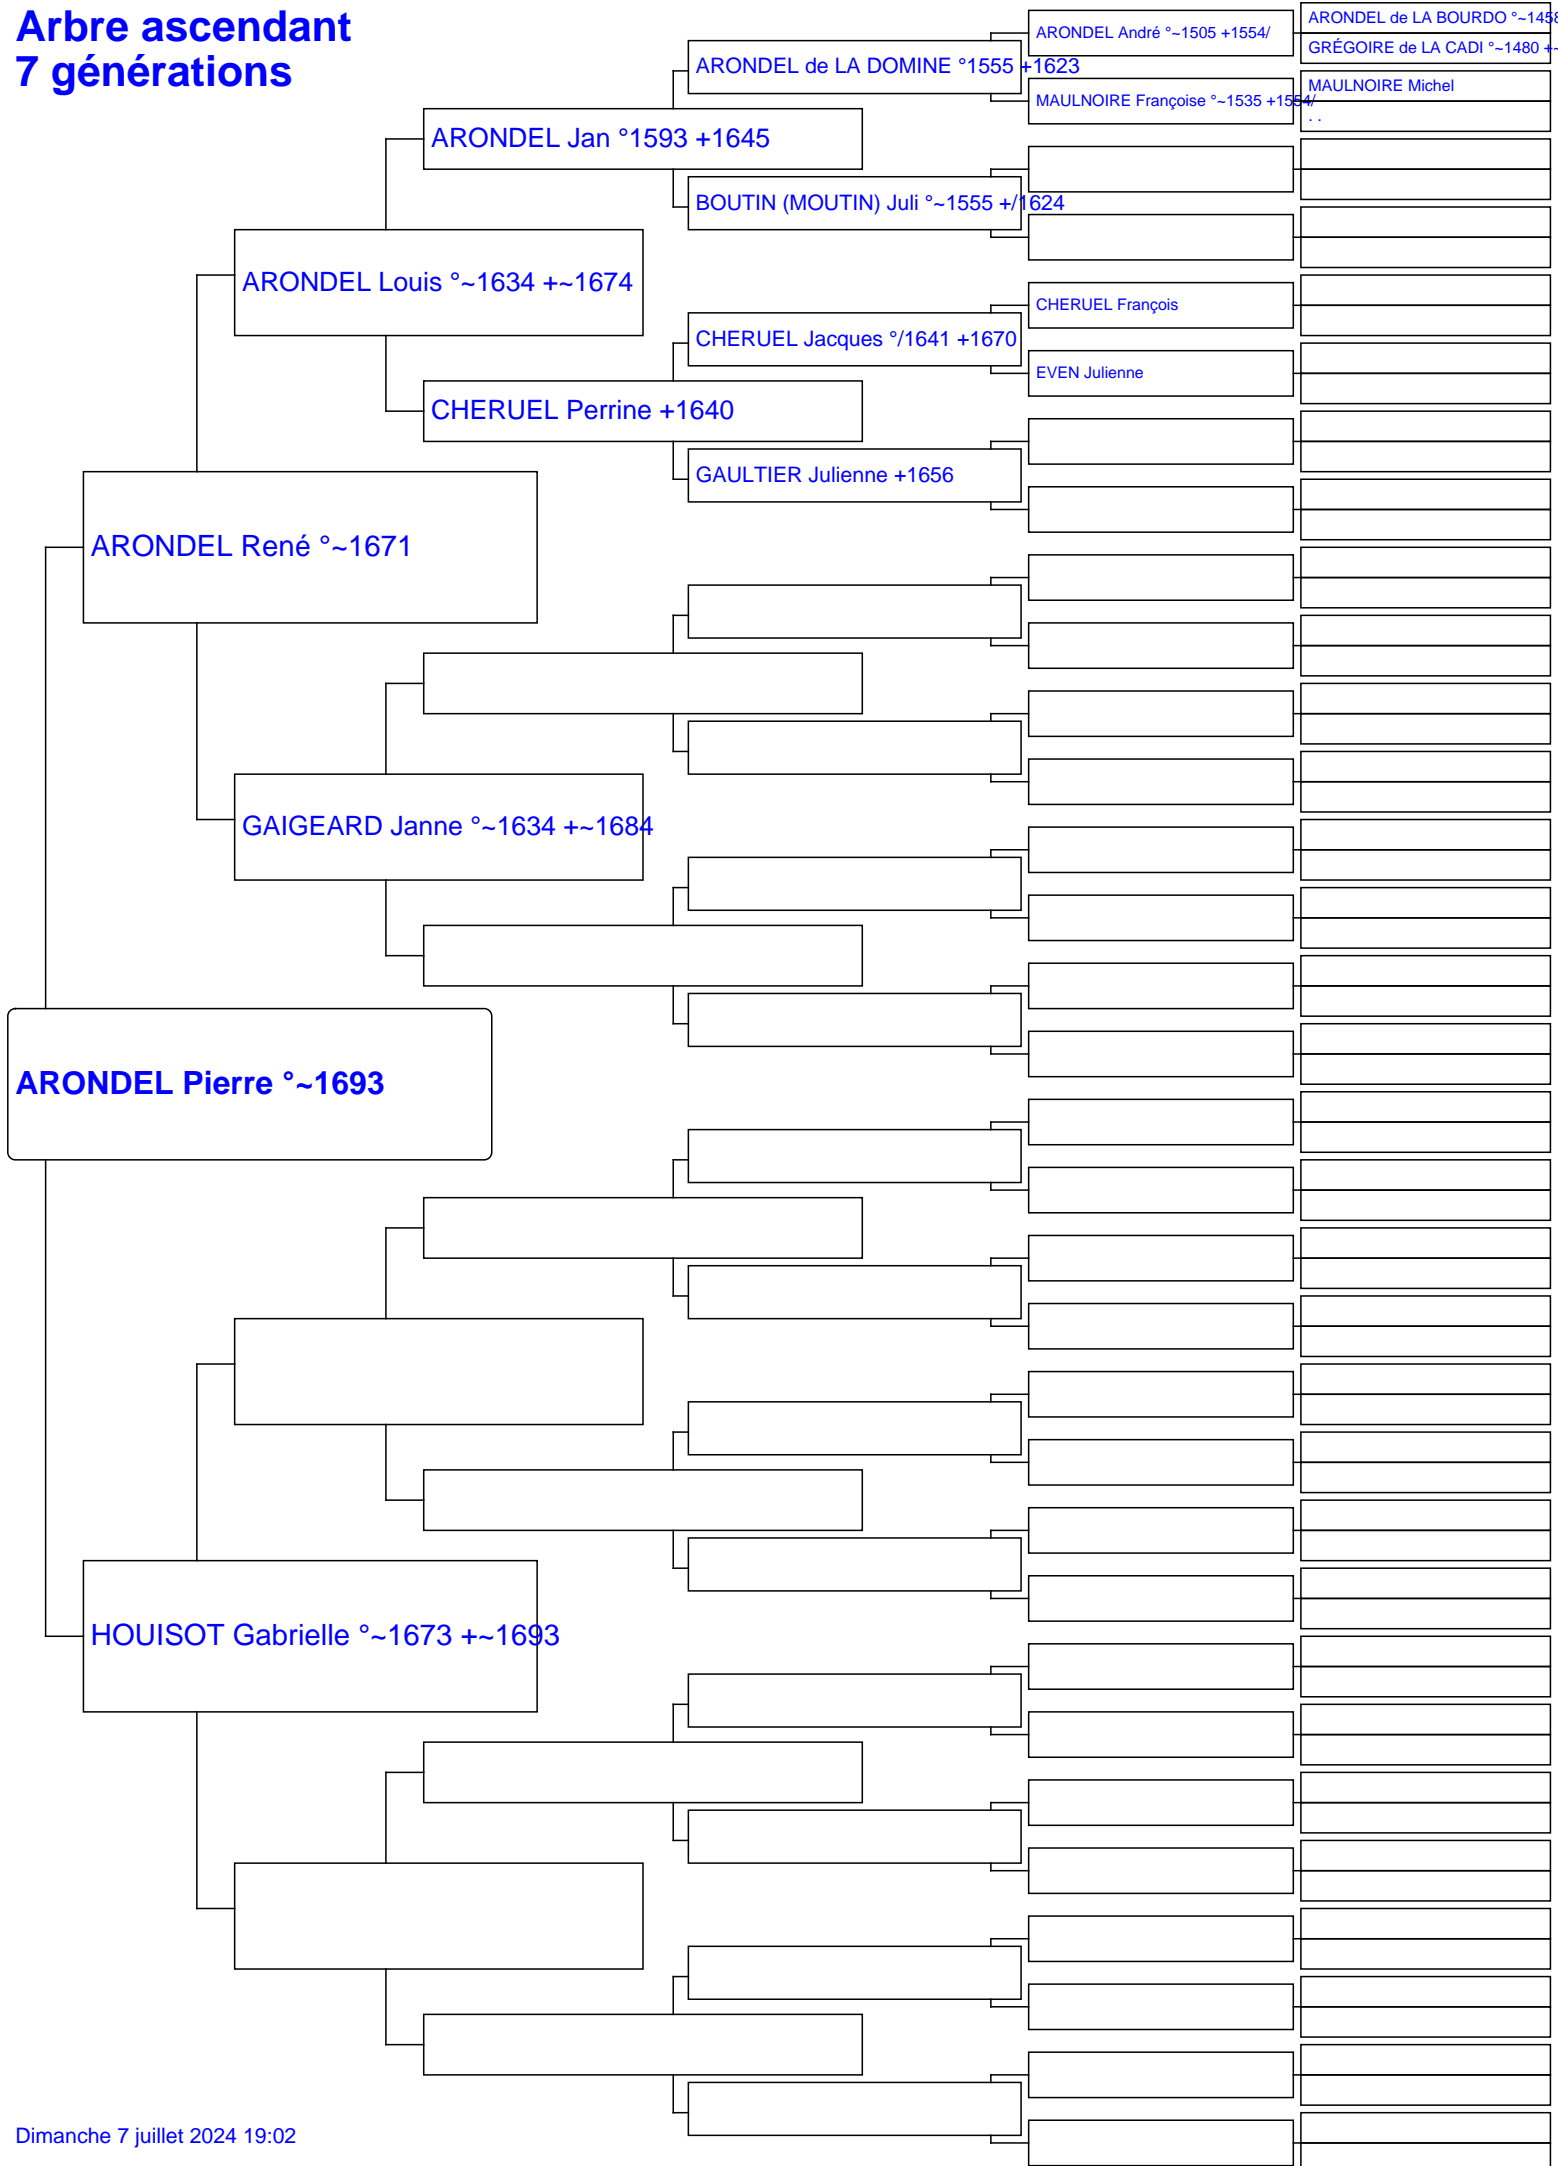 Arbre ascendant
7 générations
ARONDEL de LA BOURDO °~1458
ARONDEL André °~1505 +1554/
GRÉGOIRE de LA CADI °~1480 +~
ARONDEL de LA DOMINE °1555 +1623
MAULNOIRE Michel
MAULNOIRE Françoise °~1535 +1554/
. .
ARONDEL Jan °1593 +1645
BOUTIN (MOUTIN) Juli °~1555 +/1624
ARONDEL Louis °~1634 +~1674
CHERUEL François
CHERUEL Jacques °/1641 +1670
EVEN Julienne
CHERUEL Perrine +1640
GAULTIER Julienne +1656
ARONDEL René °~1671
GAIGEARD Janne °~1634 +~1684
ARONDEL Pierre °~1693
HOUISOT Gabrielle °~1673 +~1693
Dimanche 7 juillet 2024 19:02